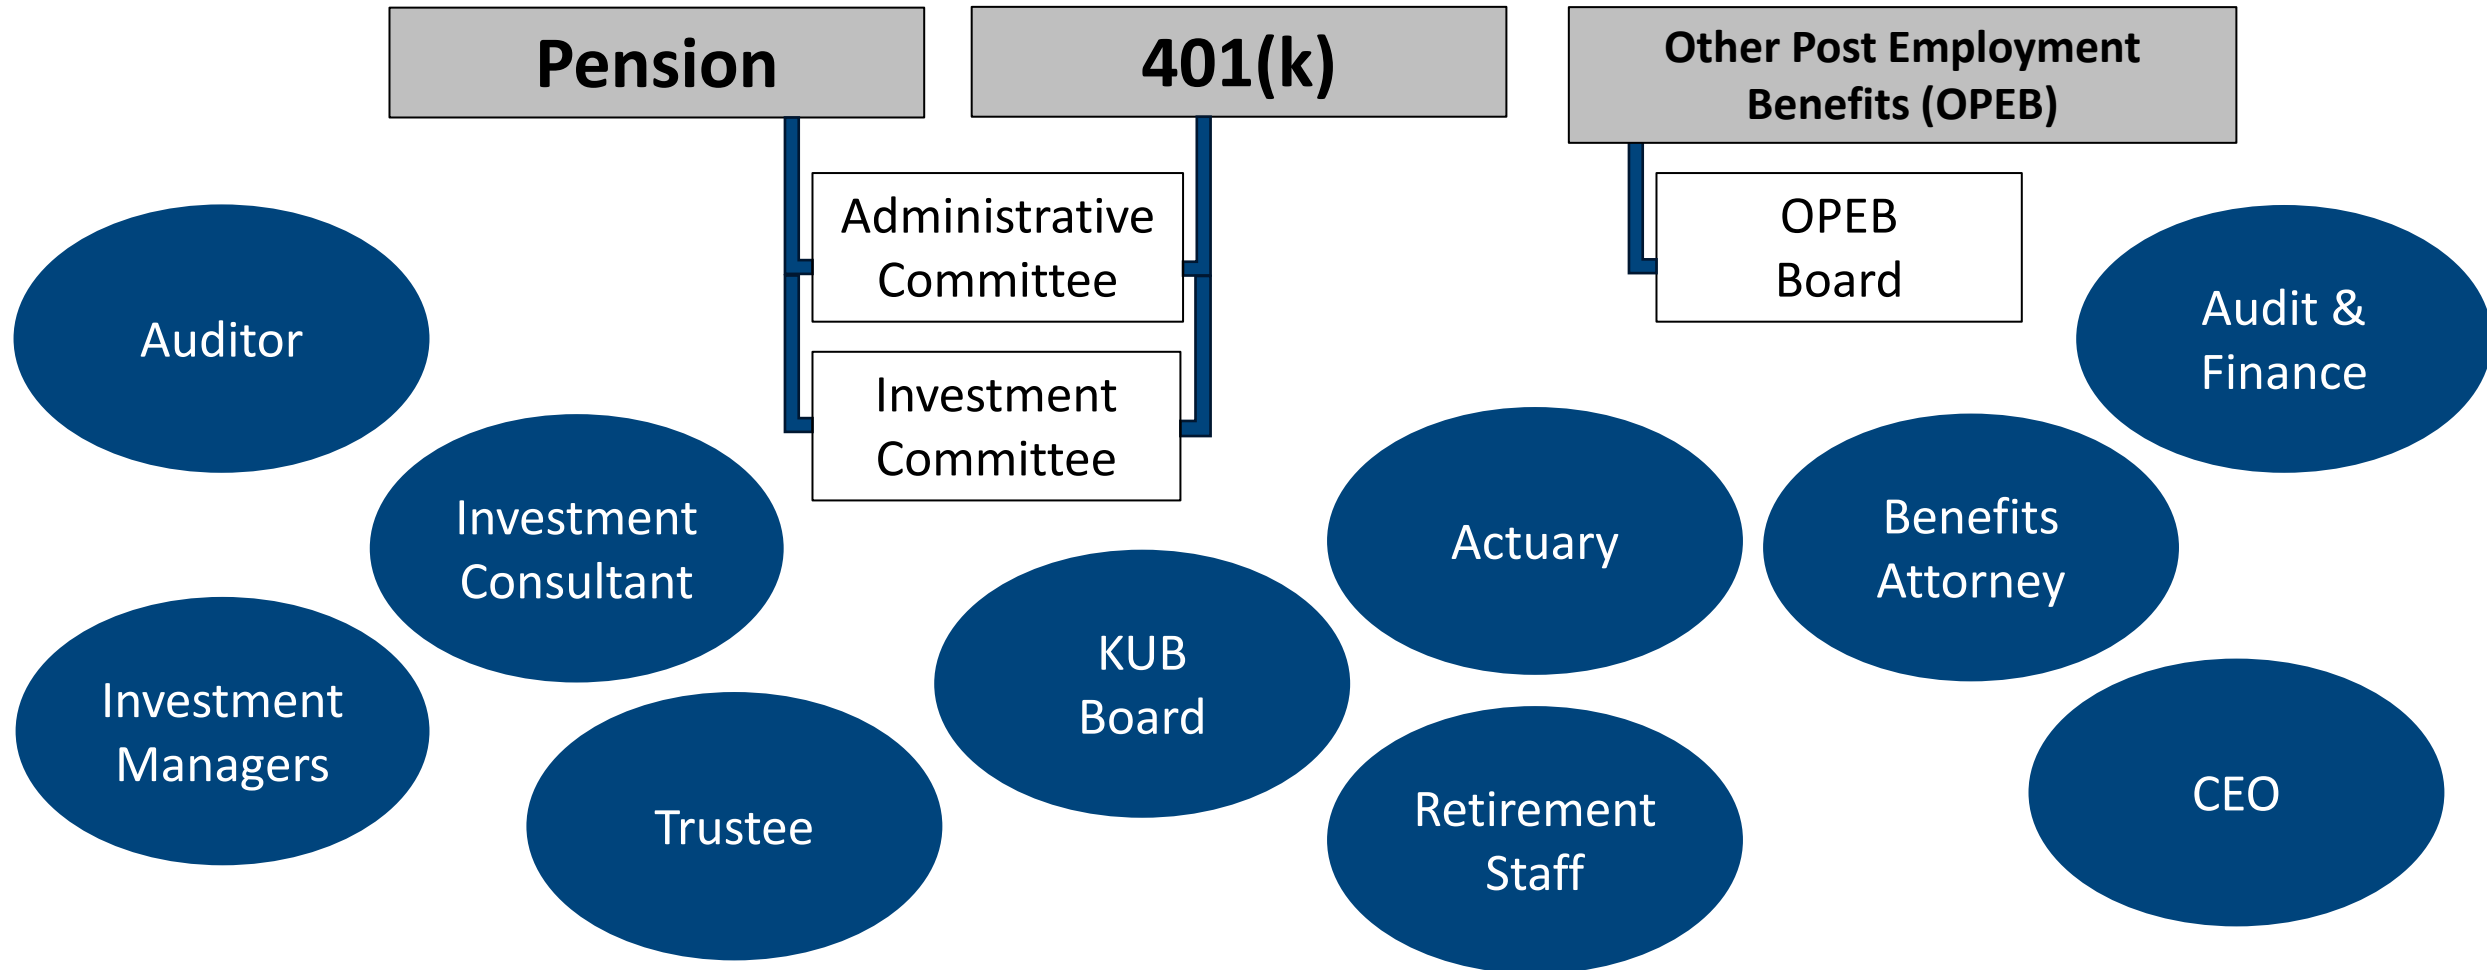 Pension
401(k)
Other Post Employment
Benefits (OPEB)
Administrative
Committee
OPEB
Board
Investment
Committee
Auditor
Audit &
Finance
Investment
Consultant
Actuary
Benefits
Attorney
Investment
Managers
KUB
Board
Trustee
Retirement
Staff
CEO